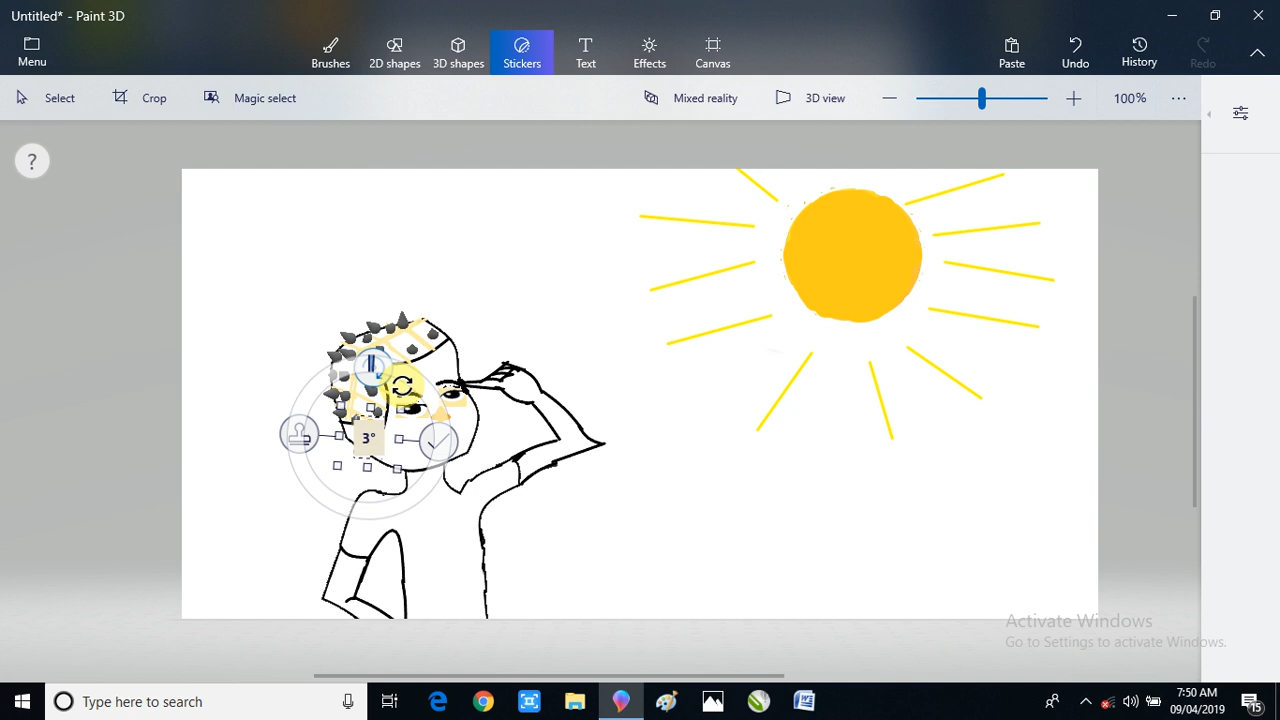 Untitled* - Paint 3D
Menu
Brushes
2D shapes
3D shapes
Stickers
Text
Effects
Canvas
Paste
Undo
History
Redo
Select
Crop
Magic select
Mixed reality
3D view
100%
?
3°
Activate Windows
Go to Settings to activate Windows.
Type here to search
7:50 AM
09/04/2019
15